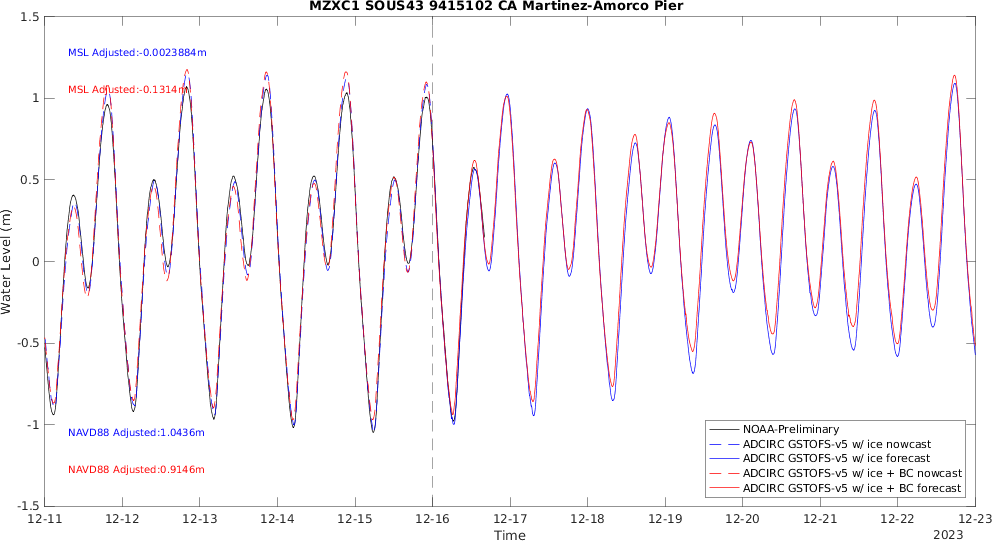 MZXC1 SOUS43 9415102 CA Martinez-Amorco Pier
1.5
1
0.5
0
-0.5
-1
-1.5
Water Level (m)
MSL Adjusted:-0.0023884m
MSL Adjusted:-0.1314m
NAVD88 Adjusted:1.0436m
NAVD88 Adjusted:0.9146m
NOAA-Preliminary
ADCIRC GSTOFS-v5 w/ ice nowcast
ADCIRC GSTOFS-v5 w/ ice forecast
ADCIRC GSTOFS-v5 w/ ice + BC nowcast
ADCIRC GSTOFS-v5 w/ ice + BC forecast
12-11 12-12 12-13 12-14 12-15 12-16 12-17 12-18 12-19 12-20 12-21 12-22 12-23
Time
2023